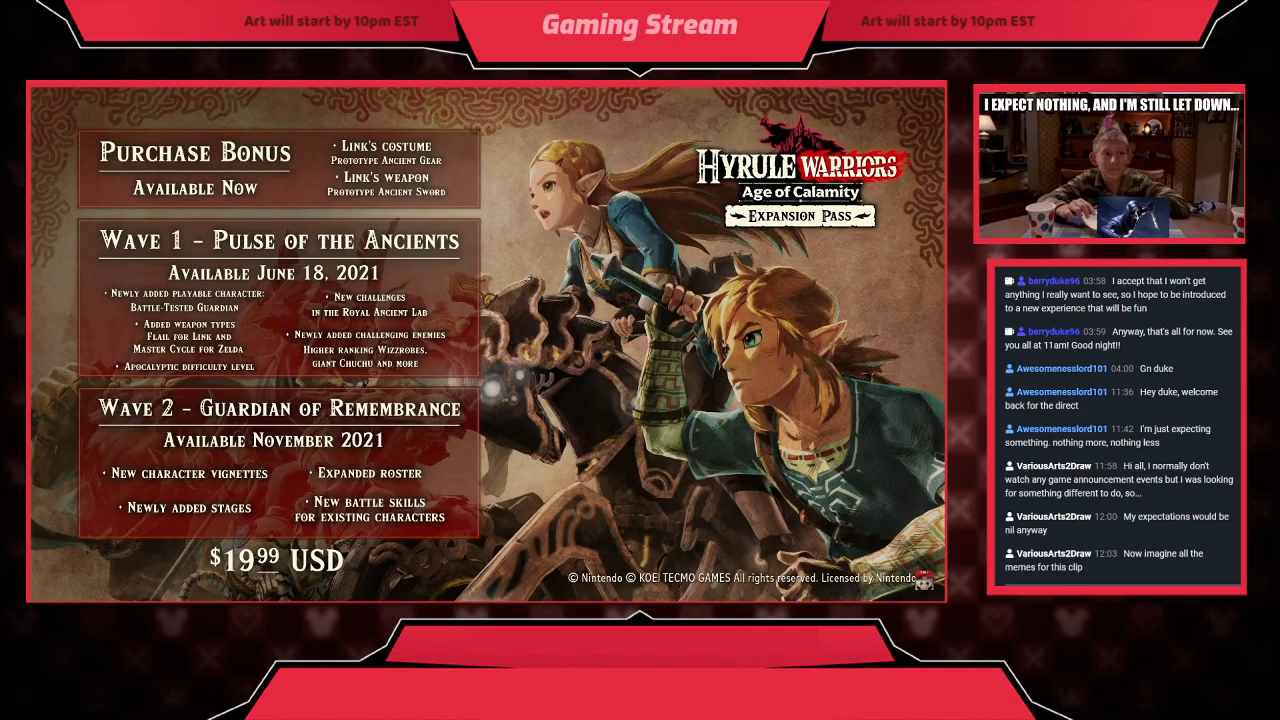 Art will start by 10pm EST
Gaming Stream
Art will start by 10pm EST
PURCHASE BONUS
AVAILABLE NOW
· LINK'S COSTUME
PROTOTYPE ANCIENT GEAR
· LINK'S WEAPON
PROTOTYPE ANCIENT SWORD
WAVE 1 - PULSE OF THE ANCIENTS
AVAILABLE JUNE 18, 2021
· NEWLY ADDED PLAYABLE CHARACTER:
BATTLE-TESTED GUARDIAN
· ADDED WEAPON TYPES
FLAIL FOR LINK AND
MASTER CYCLE FOR ZELDA
· APOCALYPTIC DIFFICULTY LEVEL
· NEW CHALLENGES
IN THE ROYAL ANCIENT LAB
· NEWLY ADDED CHALLENGING ENEMIES
HIGHER RANKING WIZZROBES,
GIANT CHUCHU AND MORE
WAVE 2 - GUARDIAN OF REMEMBRANCE
AVAILABLE NOVEMBER 2021
· NEW CHARACTER VIGNETTES
· EXPANDED ROSTER
· NEWLY ADDED STAGES
· NEW BATTLE SKILLS
FOR EXISTING CHARACTERS
$19.99 USD
HYRULE WARRIORS
Age of Calamity
EXPANSION PASS
© Nintendo © KOEI TECMO GAMES All rights reserved. Licensed by Nintendo
I EXPECT NOTHING, AND I'M STILL LET DOWN...
berryduke96 03:58 I accept that I won't get
anything I really want to see, so I hope to be introduced
to a new experience that will be fun
berryduke96 03:59 Anyway, that's all for now. See
you all at 11am! Good night!!
Awesomenesslord101 04:00 Gn duke
Awesomenesslord101 11:36 Hey duke, welcome
back for the direct
Awesomenesslord101 11:42 I'm just expecting
something. nothing more, nothing less
VariousArts2Draw 11:58 Hi all, I normally don't
watch any game announcement events but I was looking
for something different to do, so...
VariousArts2Draw 12:00 My expectations would be
nil anyway
VariousArts2Draw 12:03 Now imagine all the
memes for this clip